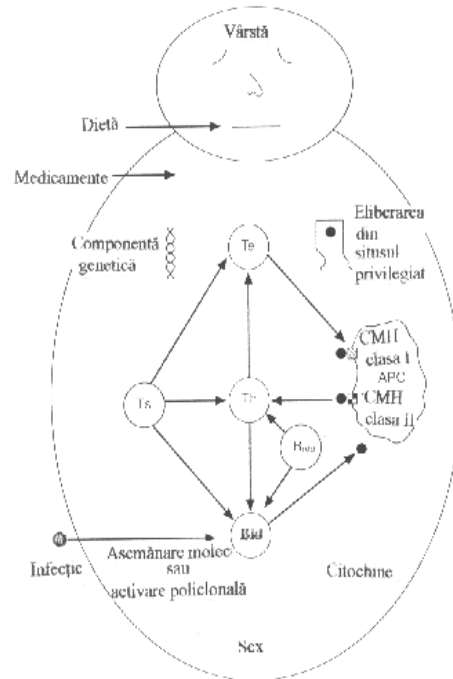 Vârstă
Dietă
Medicamente
Componentă
genetică
Eliberarea
din
situsul
privilegiat
Te
CMH
clasa I
APC
CMH
clasa II
Ts
Th
Bid
Infecție
Asemănare molec
sau
activare policlonală
Citochine
Sex